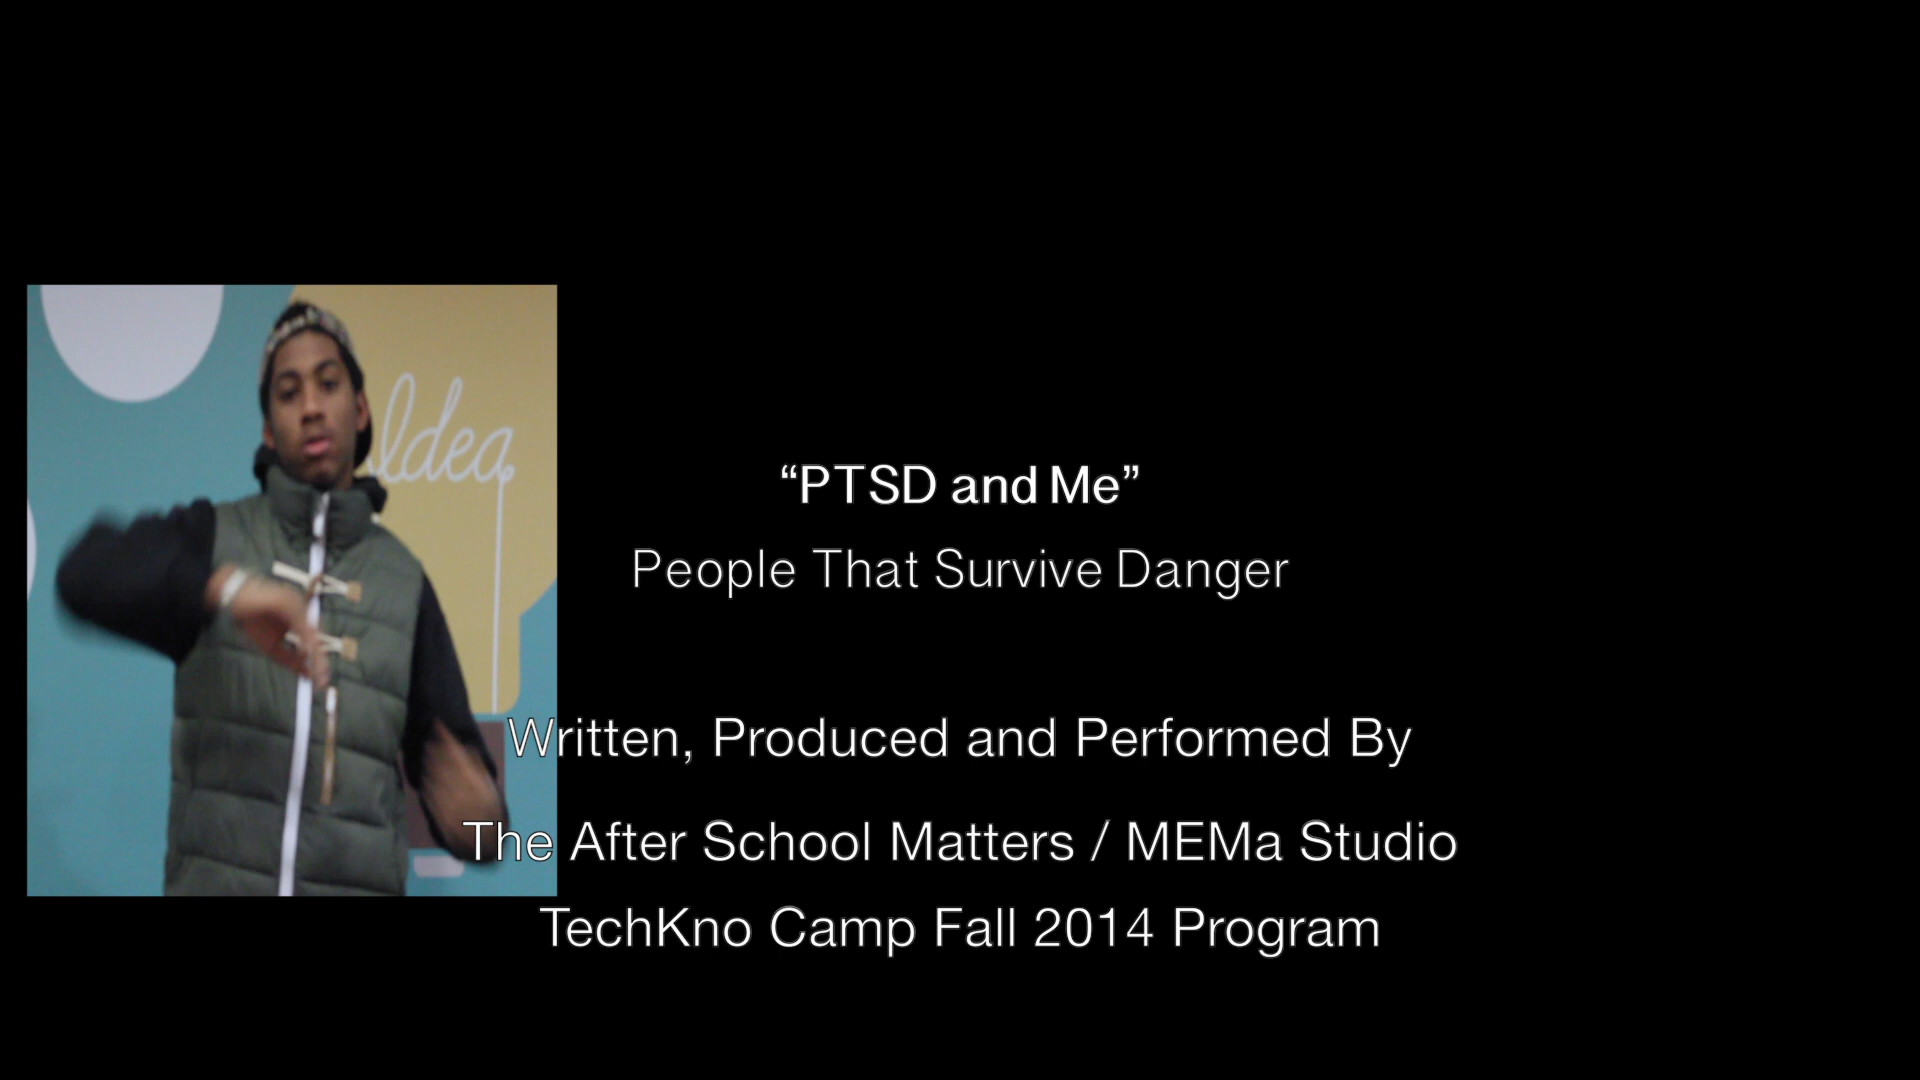 Idea
“PTSD and Me”
People That Survive Danger
Written, Produced and Performed By
The After School Matters / MEMa Studio
TechKno Camp Fall 2014 Program